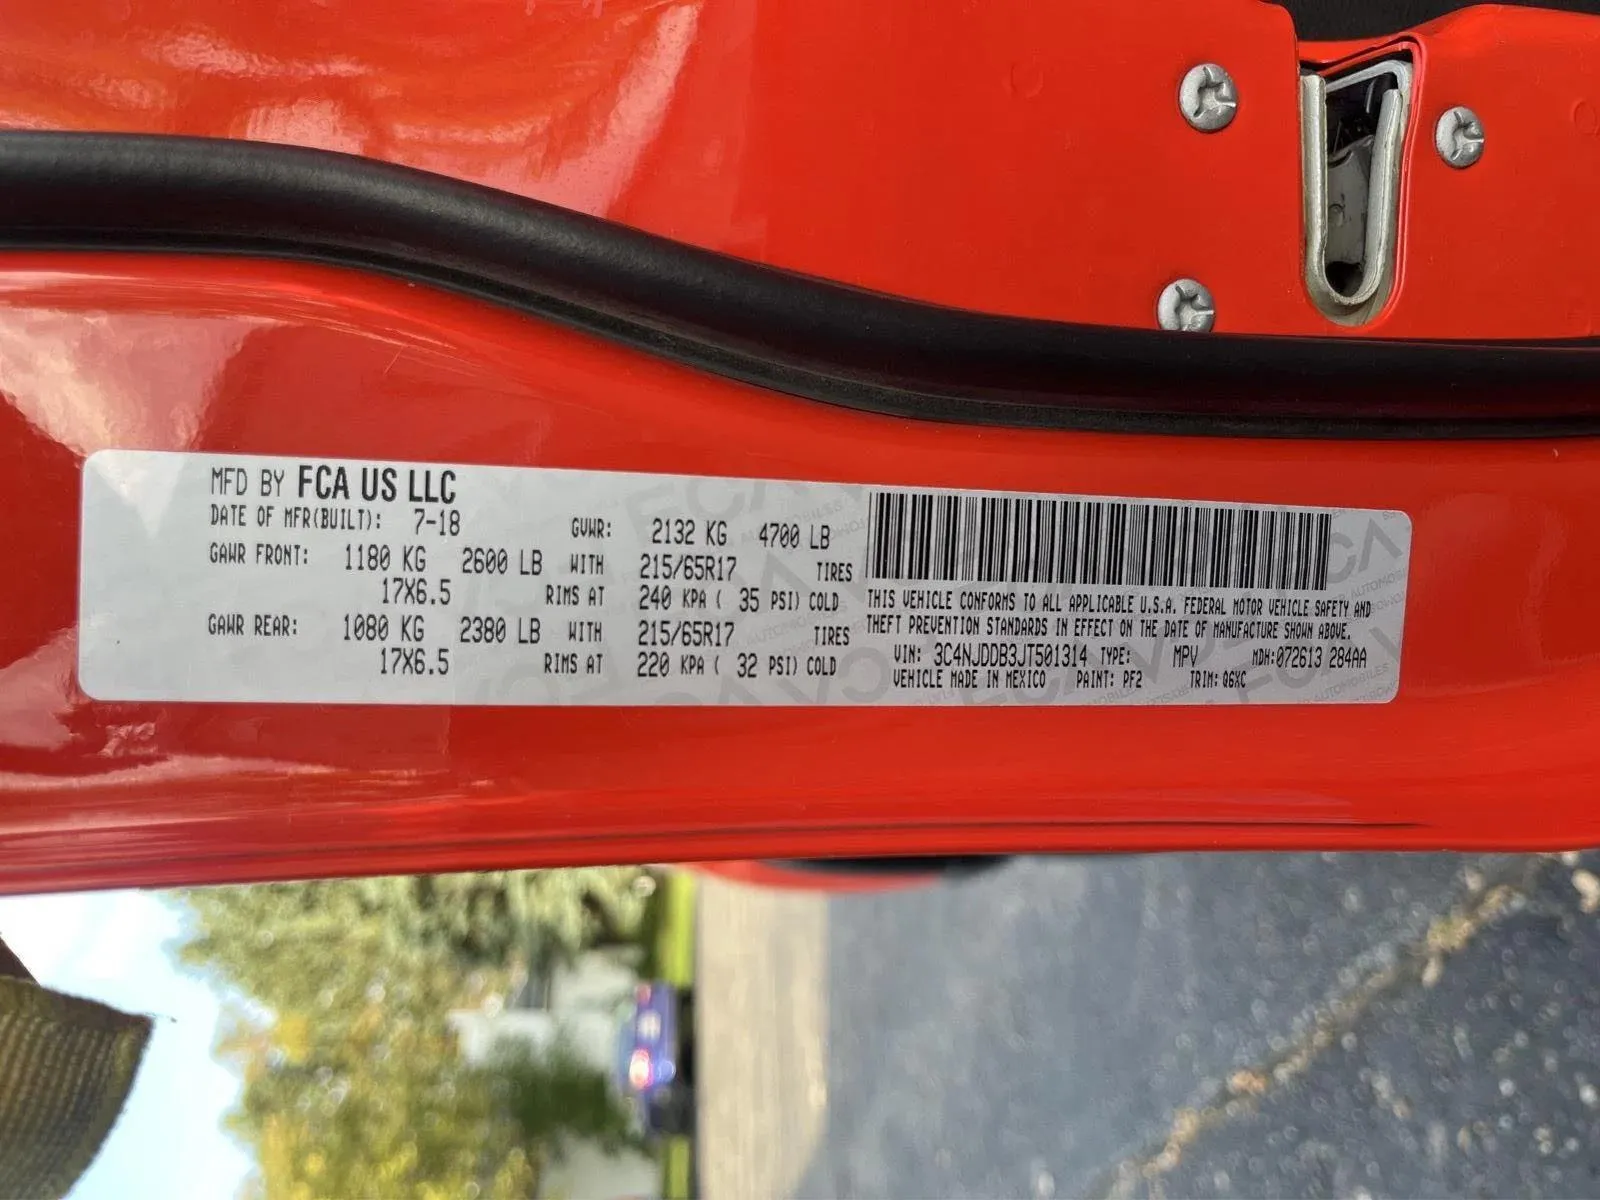 MFD BY FCA US LLC
DATE OF MFR(BUILT): 7-18 GVWR: 2132 KG 4700 LB
GAWR FRONT: 1180 KG 2600 LB WITH 215/65R17 TIRES
17X6.5 RIMS AT 240 KPA ( 35 PSI) COLD
GAWR REAR: 1080 KG 2380 LB WITH 215/65R17 TIRES
17X6.5 RIMS AT 220 KPA ( 32 PSI) COLD
THIS VEHICLE CONFORMS TO ALL APPLICABLE U.S.A. FEDERAL MOTOR VEHICLE SAFETY AND
THEFT PREVENTION STANDARDS IN EFFECT ON THE DATE OF MANUFACTURE SHOWN ABOVE.
VIN: 3C4NJDDB3JT501314 TYPE: MPV MDH:072613 284AA
VEHICLE MADE IN MEXICO PAINT: PF2 TRIM: Q6XC